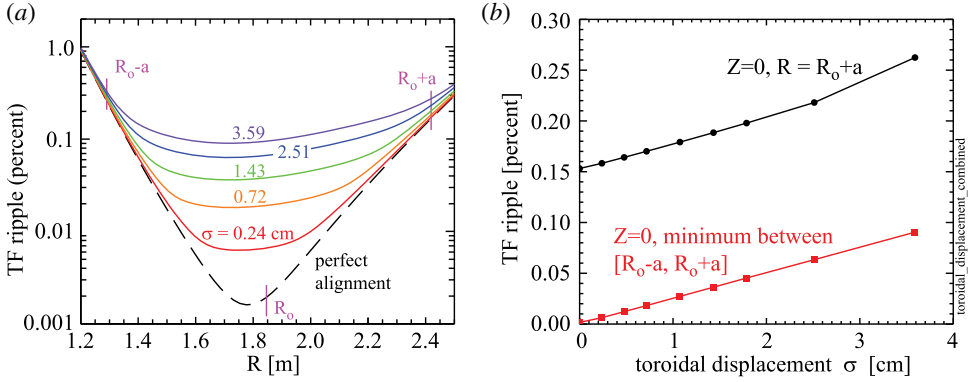 (a)
TF ripple (percent)
1.0
0.1
0.01
0.001
R₀-a
R₀+a
3.59
2.51
1.43
0.72
σ = 0.24 cm
perfect
alignment
R₀
1.2 1.4 1.6 1.8 2.0 2.2 2.4
R [m]
(b)
TF ripple [percent]
0.30
0.25
0.20
0.15
0.10
0.05
0.00
Z=0, R = R₀+a
Z=0, minimum between
[R₀-a, R₀+a]
0 1 2 3 4
toroidal displacement σ [cm]
toroidal_displacement_combined